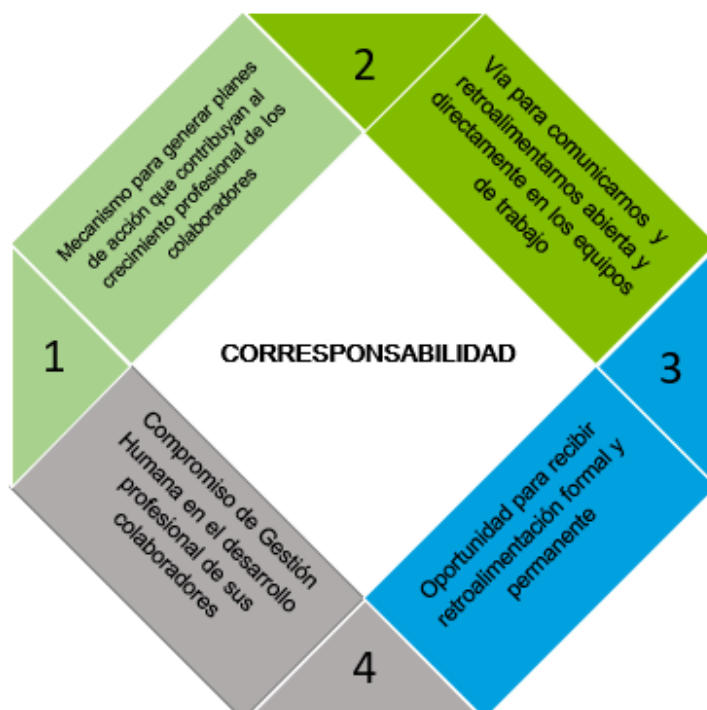 1
Mecanismo para generar planes
de acción que contribuyan al
crecimiento profesional de los
colaboradores
2
Vía para comunicarnos y
retroalimentarnos abierta y
directamente en los equipos
de trabajo
CORRESPONSABILIDAD
3
Oportunidad para recibir
retroalimentación formal y
permanente
4
Compromiso de Gestión
Humana en el desarrollo
profesional de sus
colaboradores